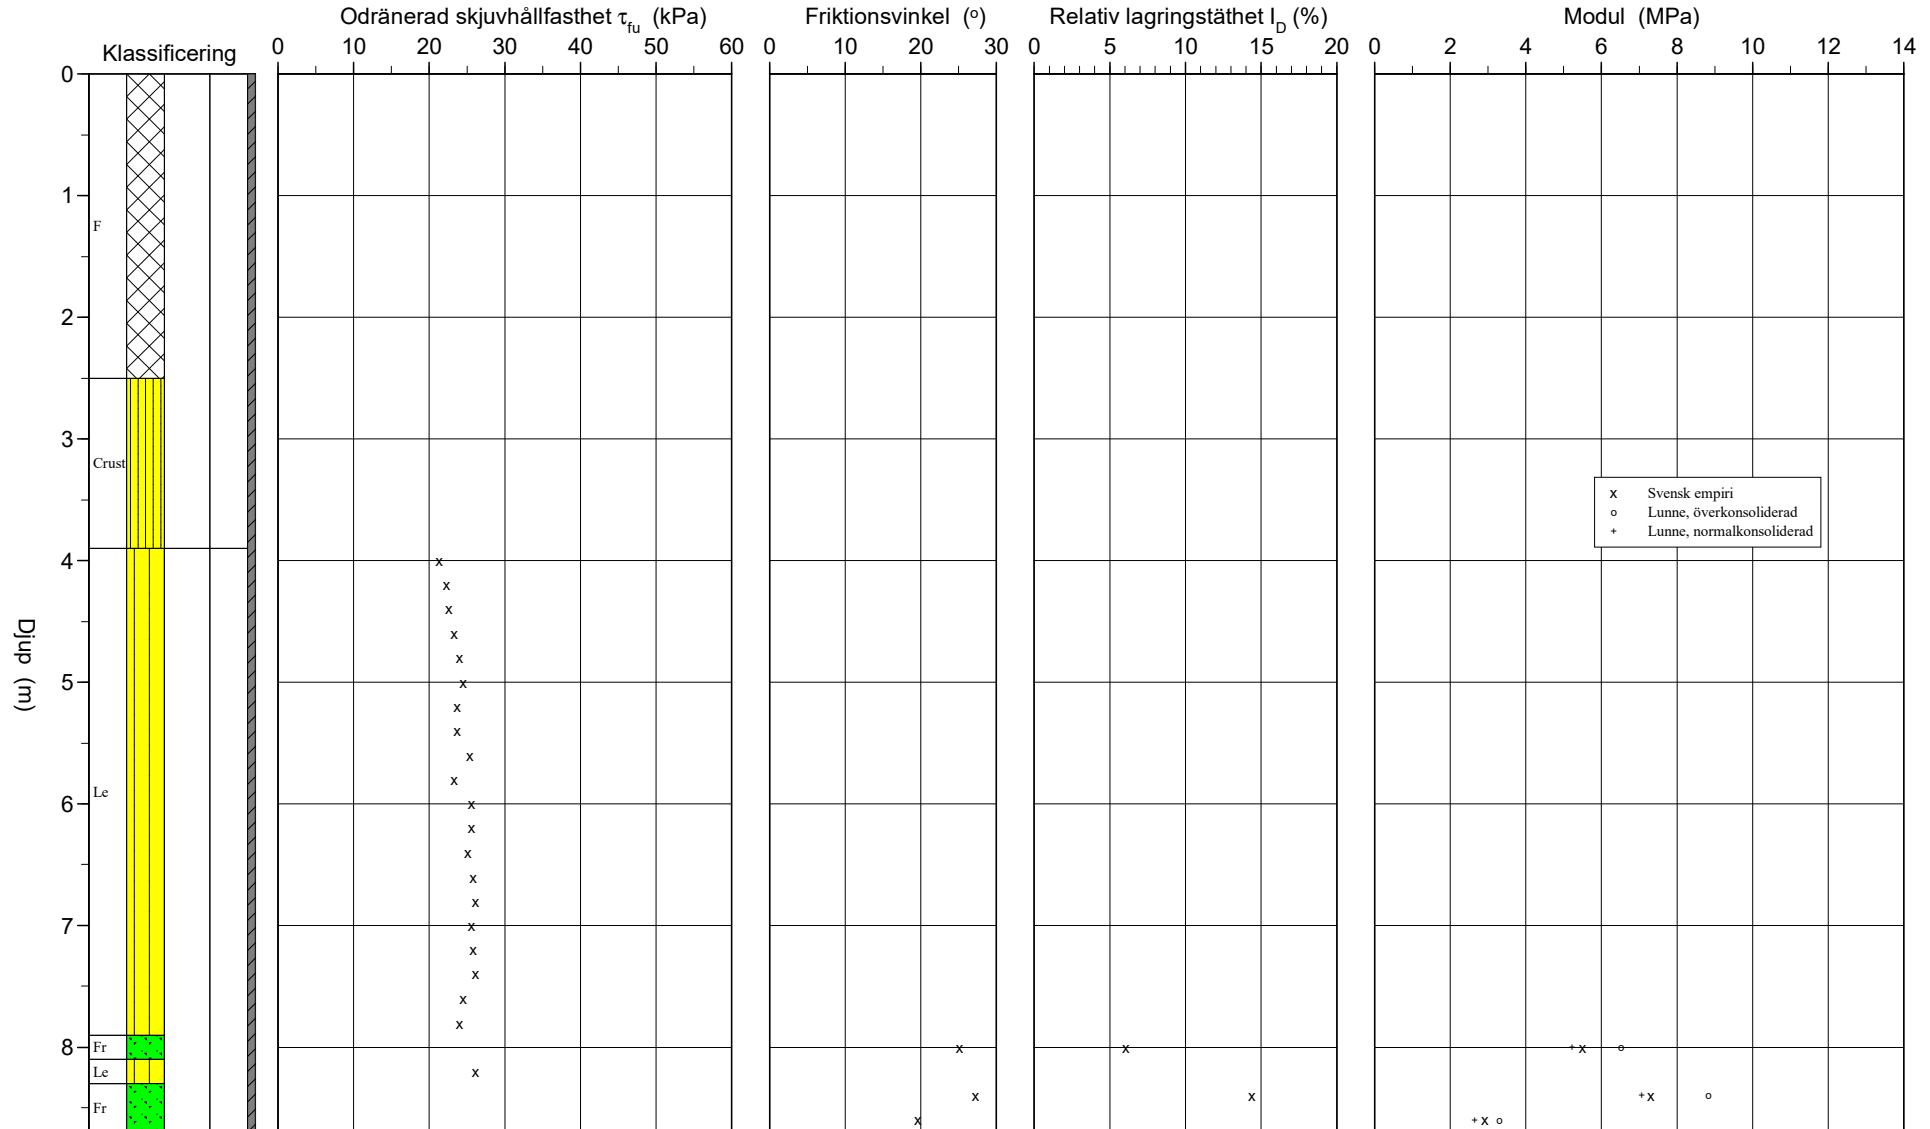 Odränerad skjuvhållfasthet τfu (kPa)
Friktionsvinkel (o)
Relativ lagringstäthet ID (%)
Modul (MPa)
Klassificering
0 10 20 30 40 50 60
0 10 20 30
0 5 10 15 20
0 2 4 6 8 10 12 14
0
1
F
2
3
Crust
x Svensk empiri
o Lunne, överkonsoliderad
+ Lunne, normalkonsoliderad
4
Djup (m)
5
Le
6
7
8
Fr
Le
Fr